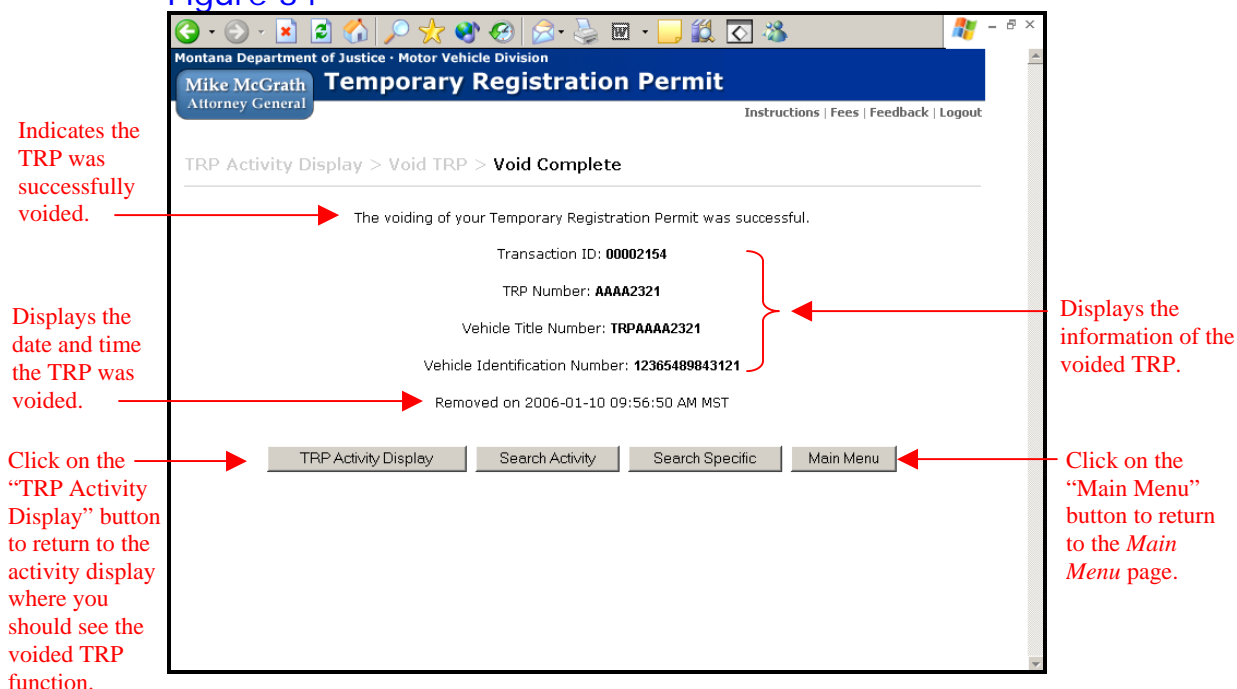 Montana Department of Justice · Motor Vehicle Division
Mike McGrath
Attorney General
Temporary Registration Permit
Instructions | Fees | Feedback | Logout
TRP Activity Display > Void TRP > Void Complete
The voiding of your Temporary Registration Permit was successful.
Transaction ID: 00002154
TRP Number: AAAA2321
Vehicle Title Number: TRPAAAA2321
Vehicle Identification Number: 12365489843121
Removed on 2006-01-10 09:56:50 AM MST
TRP Activity Display
Search Activity
Search Specific
Main Menu
Indicates the
TRP was
successfully
voided.
Displays the
date and time
the TRP was
voided.
Click on the
“TRP Activity
Display” button
to return to the
activity display
where you
should see the
voided TRP
function.
Displays the
information of the
voided TRP.
Click on the
“Main Menu”
button to return
to the Main
Menu page.